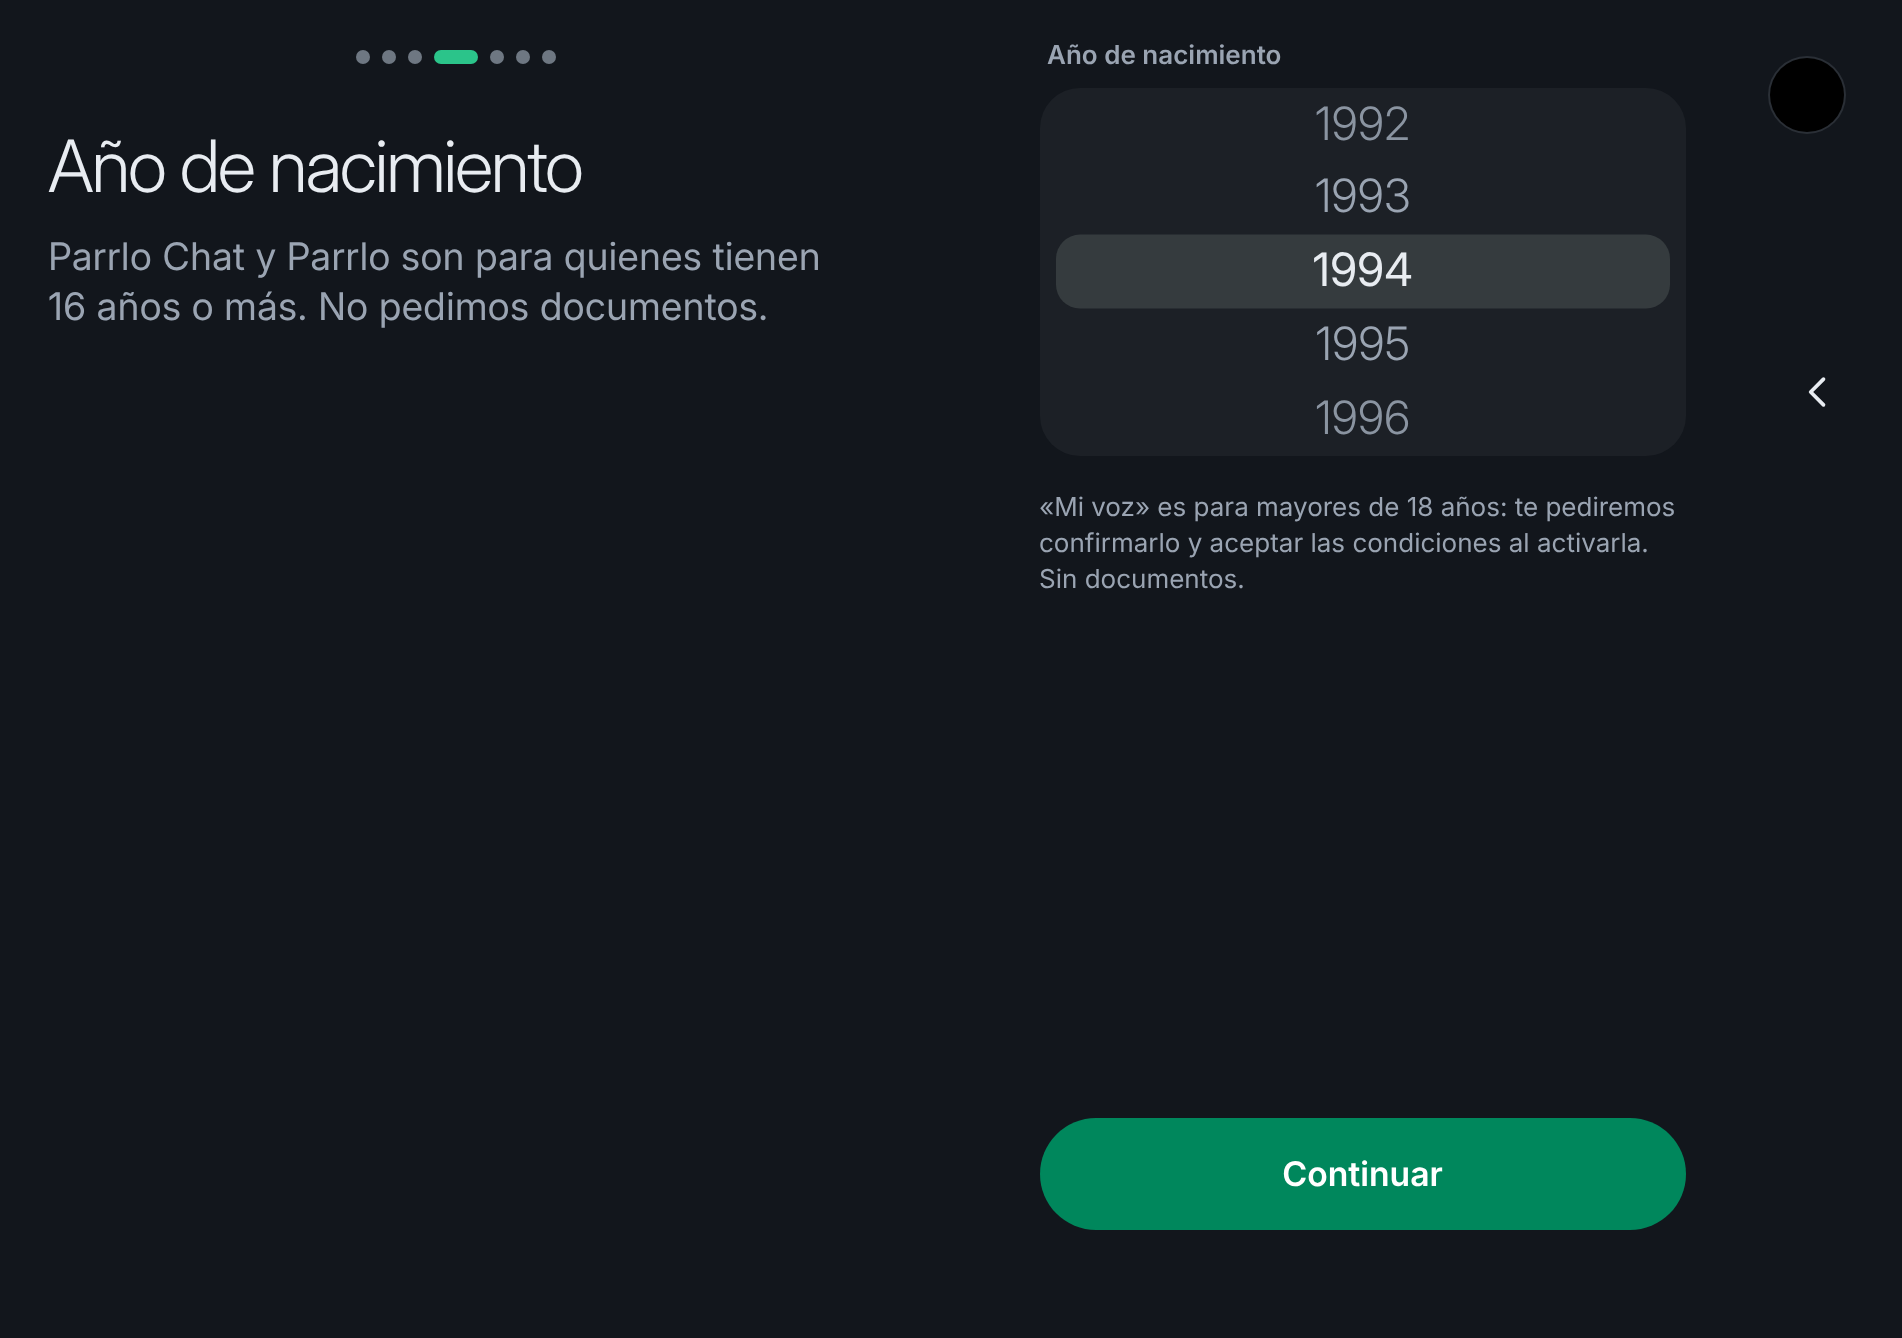 Año de nacimiento
Parrlo Chat y Parrlo son para quienes tienen
16 años o más. No pedimos documentos.
Año de nacimiento
1992
1993
1994
1995
1996
«Mi voz» es para mayores de 18 años: te pediremos
confirmarlo y aceptar las condiciones al activarla.
Sin documentos.
Continuar